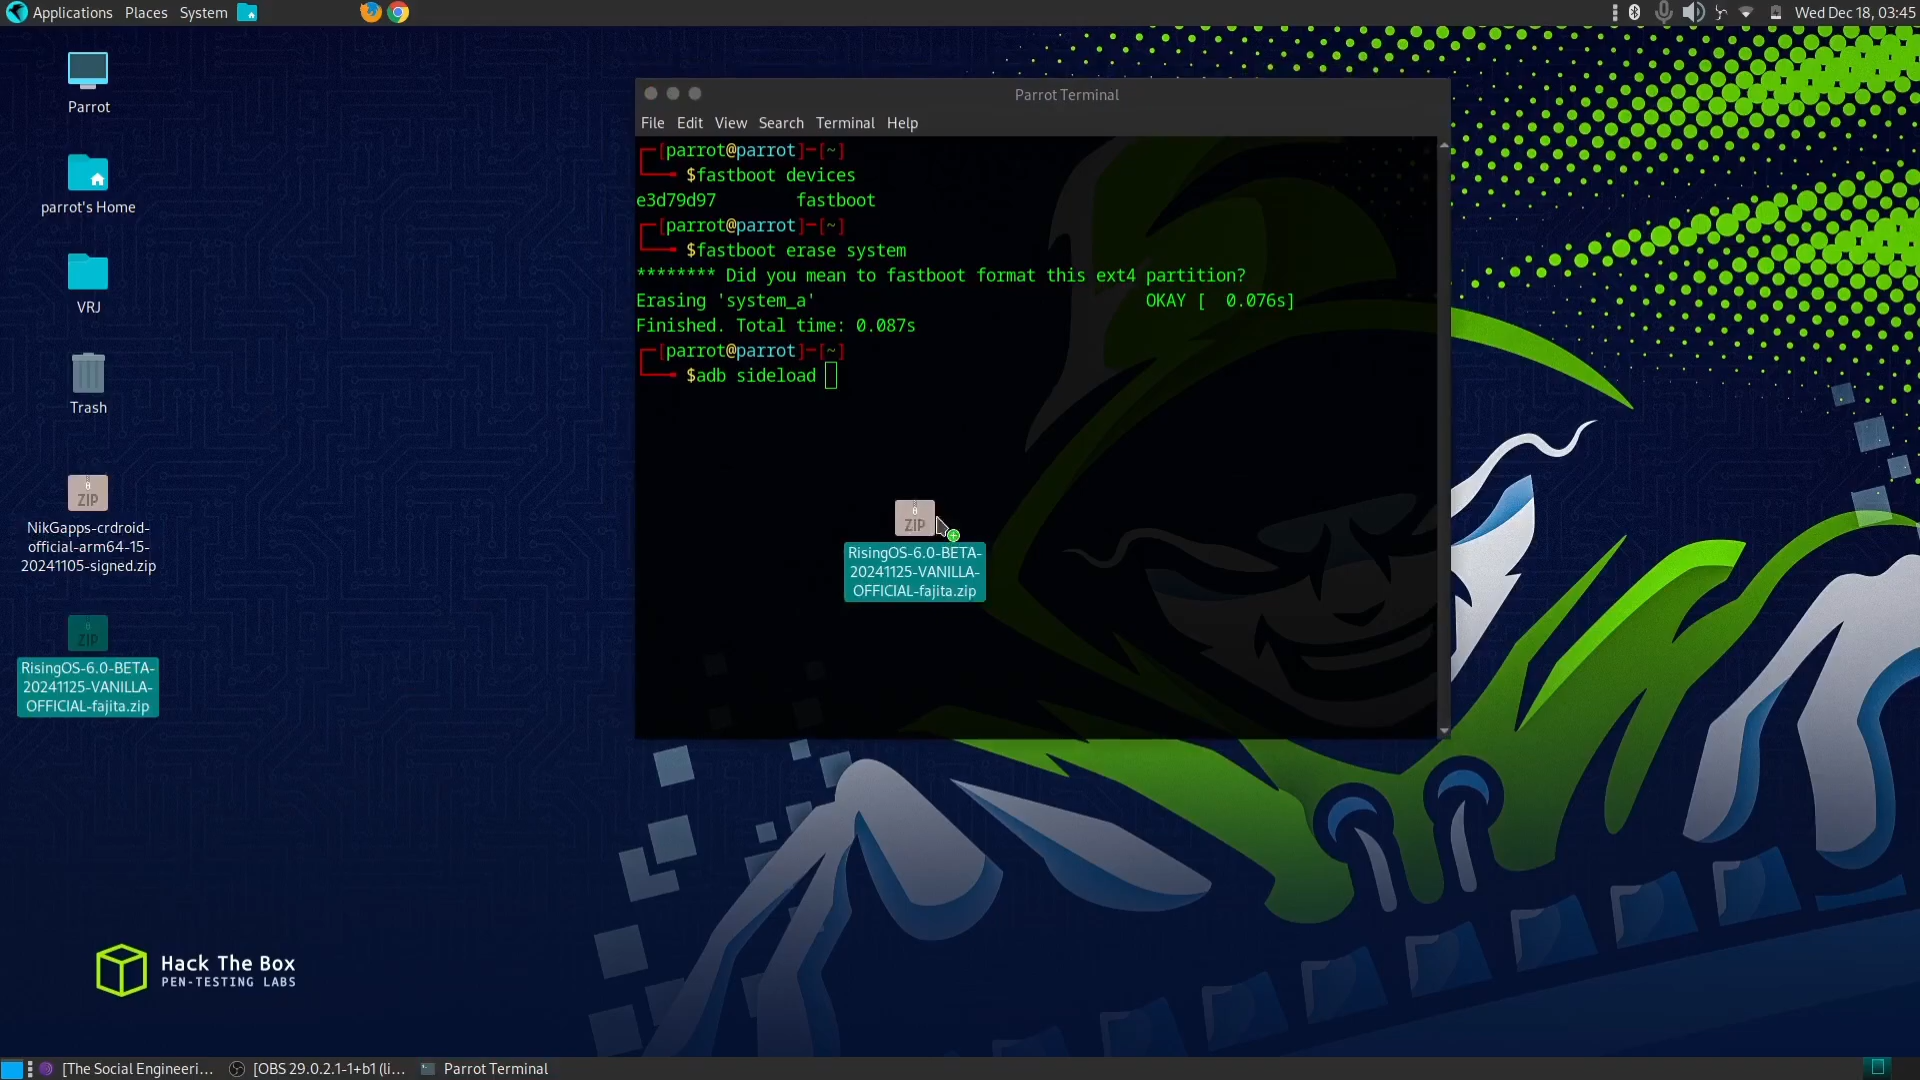 Applications Places System
Wed Dec 18, 03:45
Parrot
parrot's Home
VRJ
Trash
ZIP
NikGapps-crdroid-
official-arm64-15-
20241105-signed.zip
ZIP
RisingOS-6.0-BETA-
20241125-VANILLA-
OFFICIAL-fajita.zip
Parrot Terminal
File Edit View Search Terminal Help
[parrot@parrot]─[~]
$fastboot devices
e3d79d97 fastboot
[parrot@parrot]─[~]
$fastboot erase system
******** Did you mean to fastboot format this ext4 partition?
Erasing 'system_a' OKAY [ 0.076s]
Finished. Total time: 0.087s
[parrot@parrot]─[~]
$adb sideload
ZIP
RisingOS-6.0-BETA-
20241125-VANILLA-
OFFICIAL-fajita.zip
Hack The Box
PEN-TESTING LABS
[The Social Engineeri... [OBS 29.0.2.1-1+b1 (li... Parrot Terminal